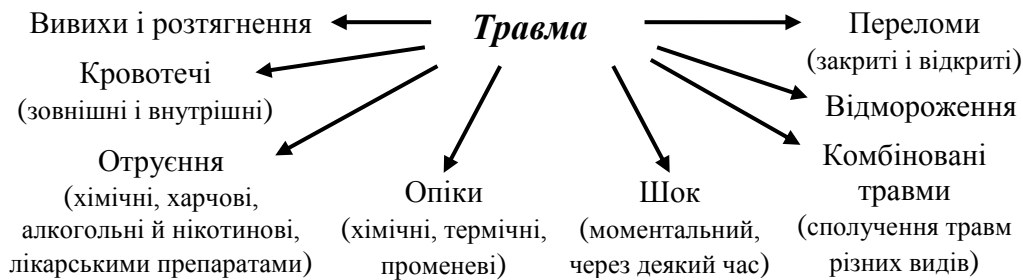 Травма
Вивихи і розтягнення
Кровотечі
(зовнішні і внутрішні)
Отруєння
(хімічні, харчові,
алкогольні й нікотинові,
лікарськими препаратами)
Опіки
(хімічні, термічні,
променеві)
Шок
(моментальний,
через деякий час)
Переломи
(закриті і відкриті)
Відмороження
Комбіновані
травми
(сполучення травм
різних видів)